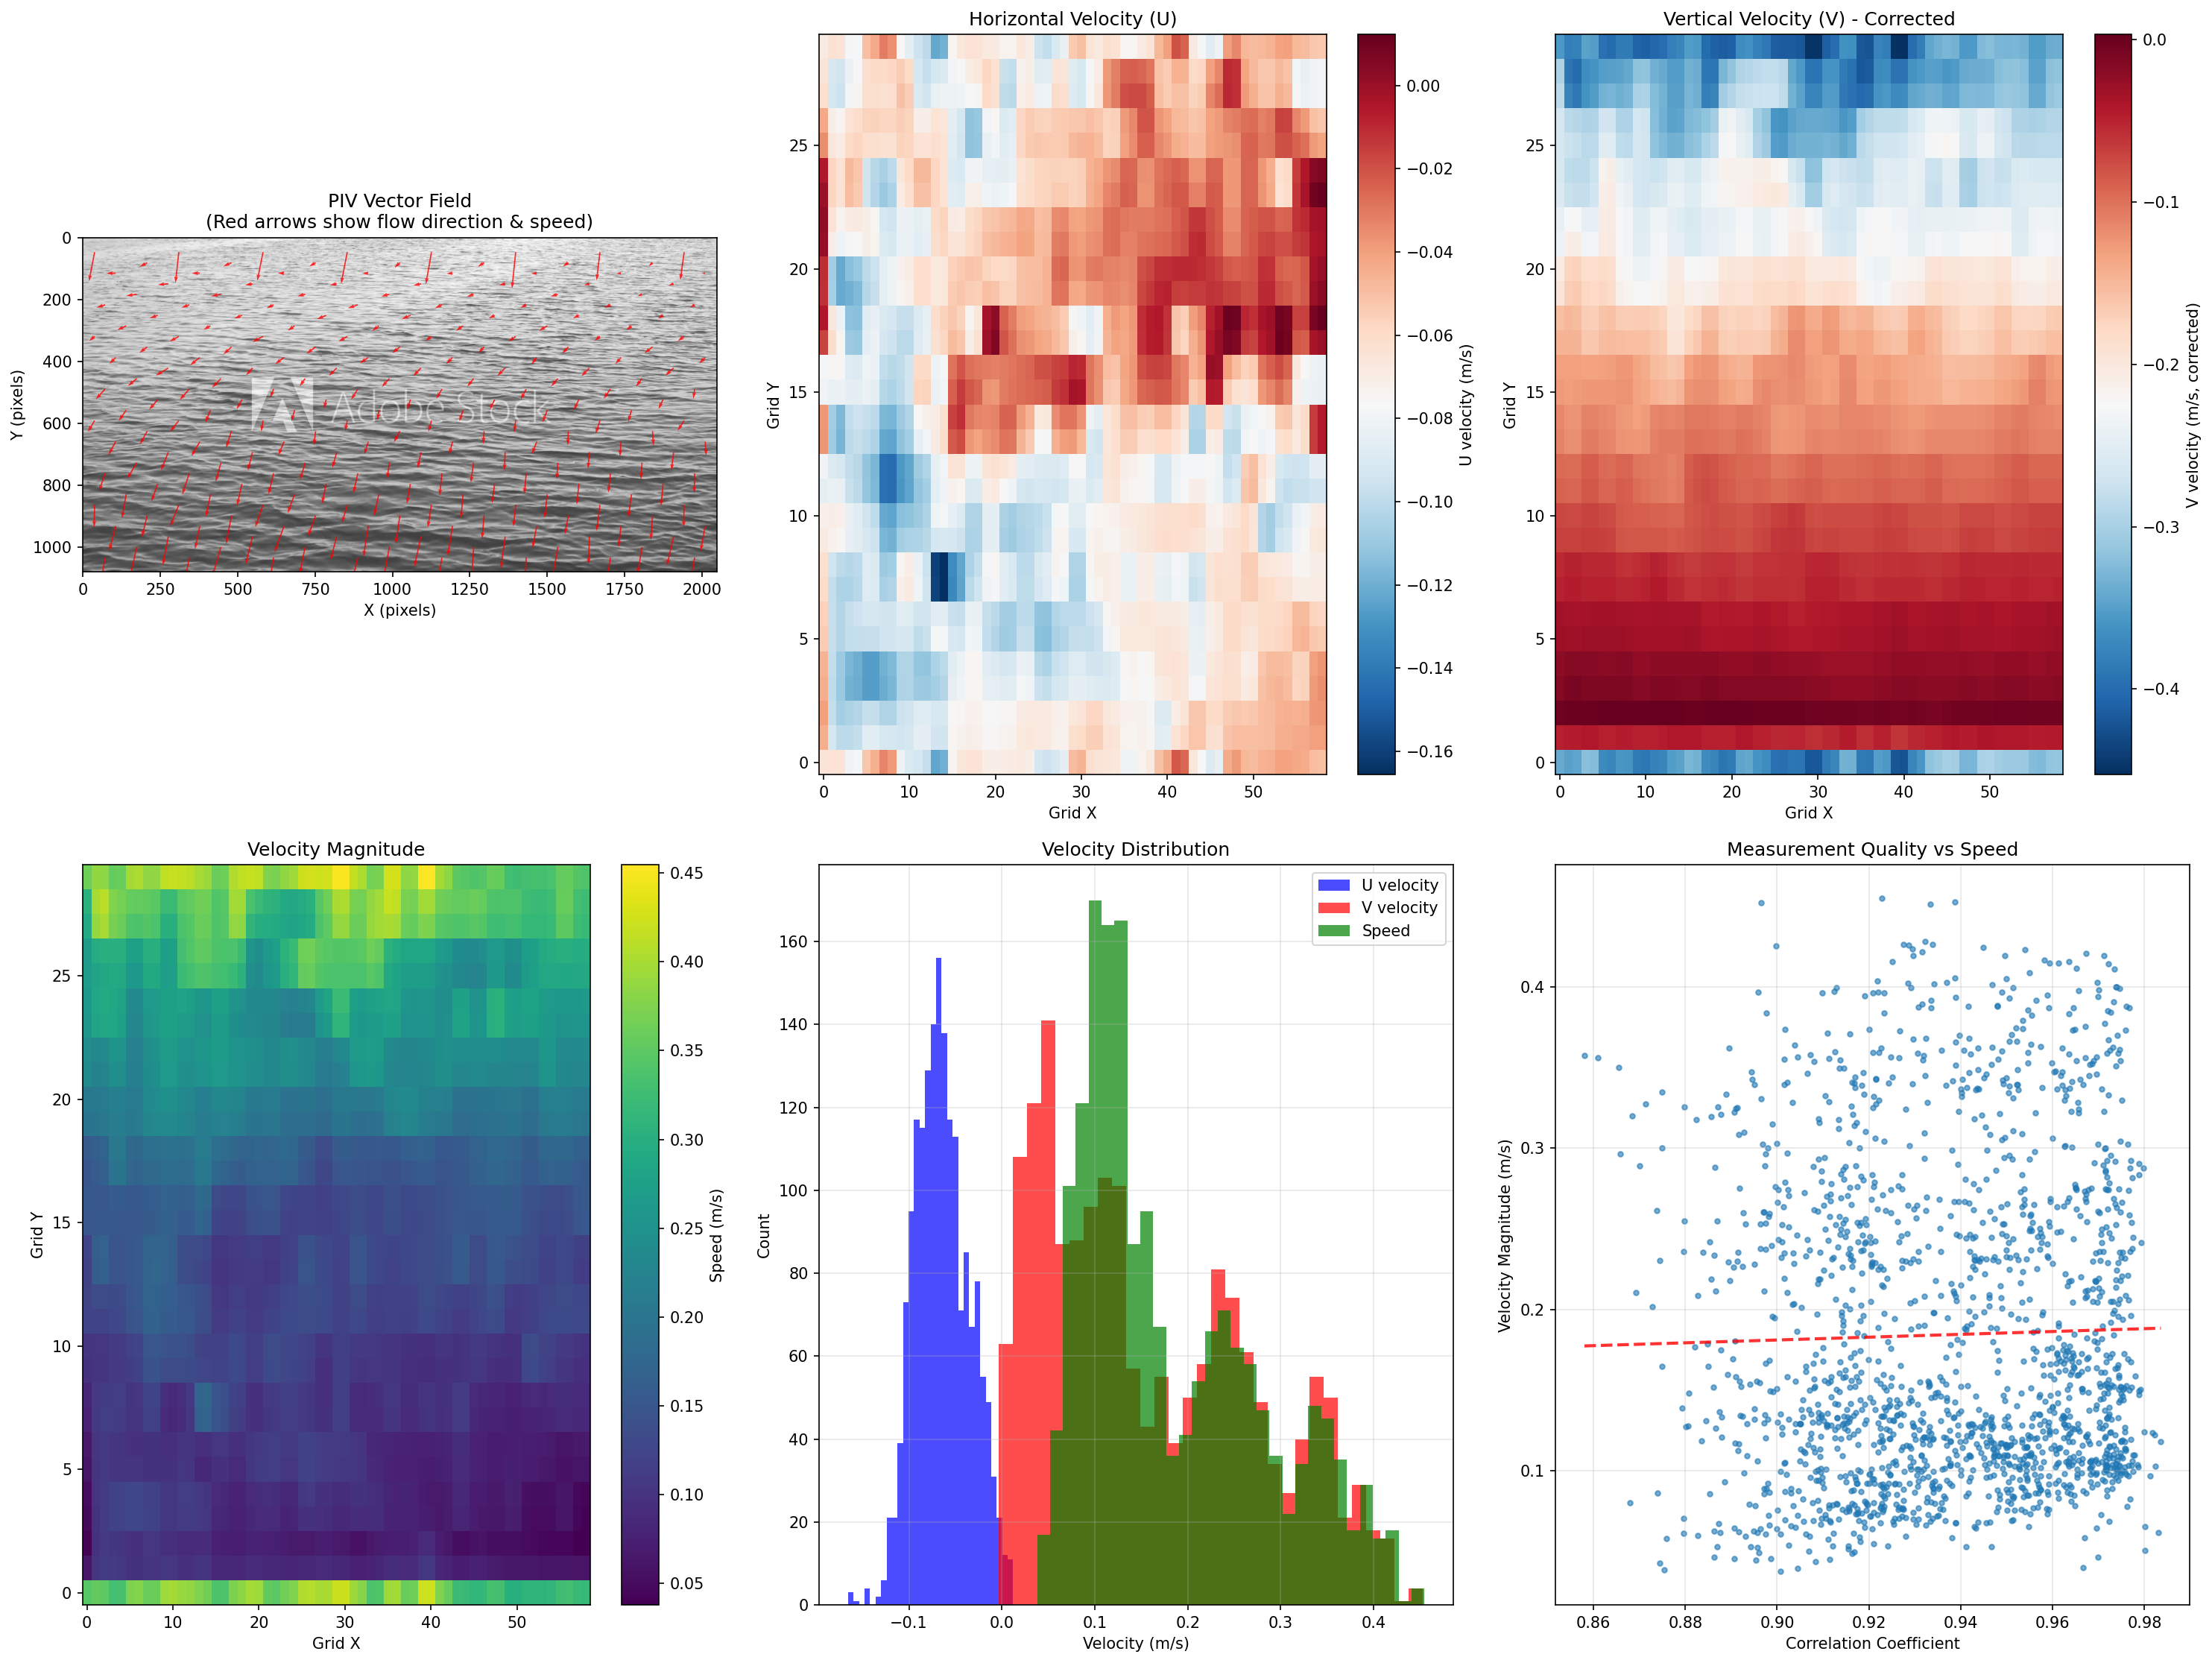 PIV Vector Field
(Red arrows show flow direction & speed)
0
200
400
600
800
1000
Y (pixels)
Adobe Stock
0 250 500 750 1000 1250 1500 1750 2000
X (pixels)
Horizontal Velocity (U)
25
20
15
10
5
0
Grid Y
0 10 20 30 40 50
Grid X
0.00
−0.02
−0.04
−0.06
−0.08
−0.10
−0.12
−0.14
−0.16
U velocity (m/s)
Vertical Velocity (V) - Corrected
25
20
15
10
5
0
Grid Y
0 10 20 30 40 50
Grid X
0.0
−0.1
−0.2
−0.3
−0.4
V velocity (m/s, corrected)
Velocity Magnitude
25
20
15
10
5
0
Grid Y
0 10 20 30 40 50
Grid X
0.45
0.40
0.35
0.30
0.25
0.20
0.15
0.10
0.05
Speed (m/s)
Velocity Distribution
U velocity
V velocity
Speed
160
140
120
100
80
60
40
20
0
Count
−0.1 0.0 0.1 0.2 0.3 0.4
Velocity (m/s)
Measurement Quality vs Speed
0.4
0.3
0.2
0.1
Velocity Magnitude (m/s)
0.86 0.88 0.90 0.92 0.94 0.96 0.98
Correlation Coefficient